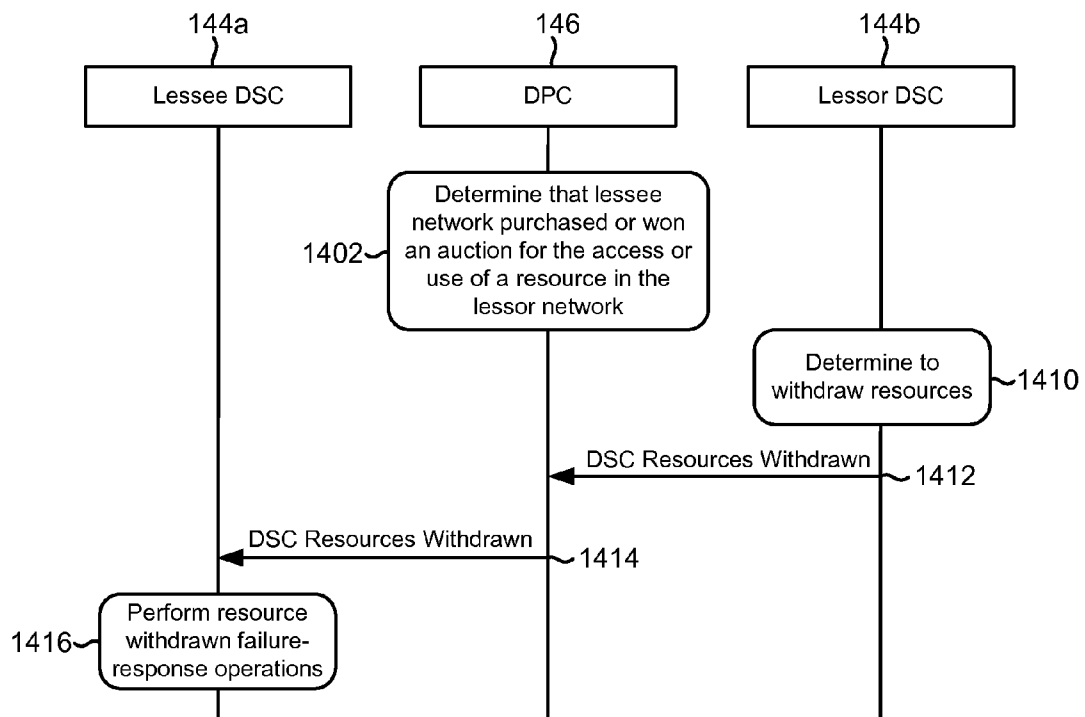 144a
146
144b
Lessee DSC
DPC
Lessor DSC
Determine that lessee
network purchased or won
an auction for the access or
use of a resource in the
lessor network
1402
Determine to
withdraw resources
1410
DSC Resources Withdrawn
1412
DSC Resources Withdrawn
1414
Perform resource
withdrawn failure-
response operations
1416